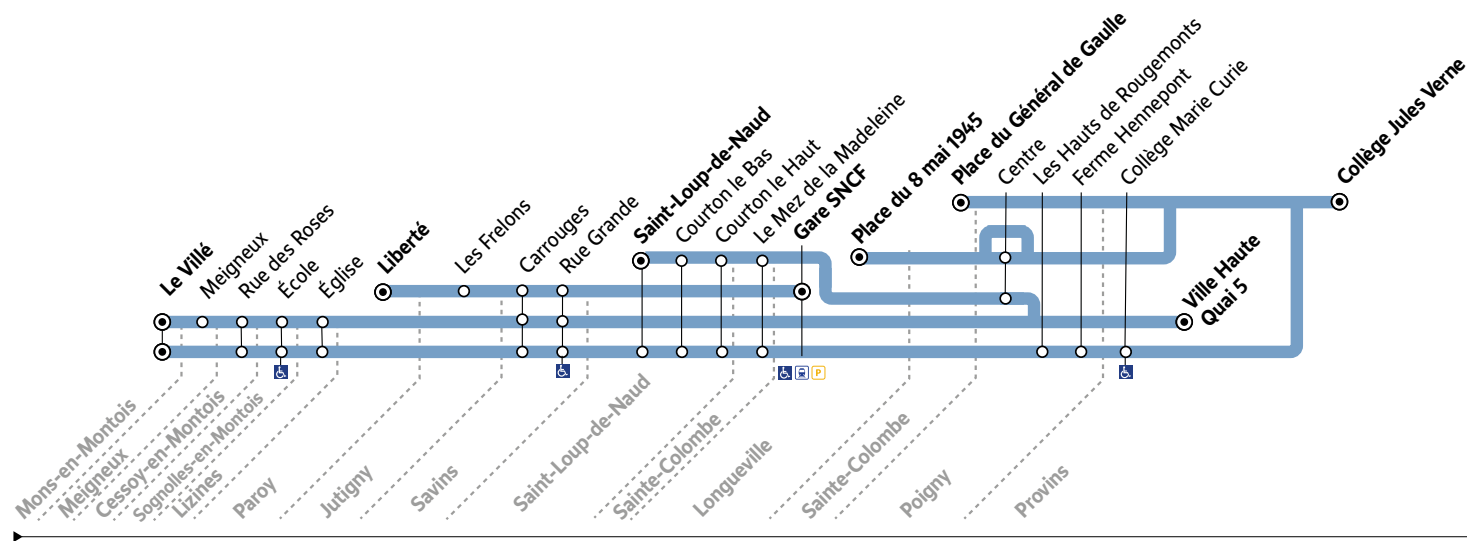 Le Villé
Meigneux
Rue des Roses
École
Église
Liberté
Les Frelons
Carrouges
Rue Grande
Saint-Loup-de-Naud
Courton le Bas
Courton le Haut
Le Mez de la Madeleine
Gare SNCF
Place du 8 mai 1945
Place du Général de Gaulle
Centre
Les Hauts de Rougemonts
Ferme Hennepont
Collège Marie Curie
Ville Haute
Quai 5
Collège Jules Verne
P
Mons-en-Montois
Meigneux
Cessoy-en-Montois
Sognolles-en-Montois
Lizines
Paroy
Jutigny
Savins
Saint-Loup-de-Naud
Sainte-Colombe
Longueville
Sainte-Colombe
Poigny
Provins